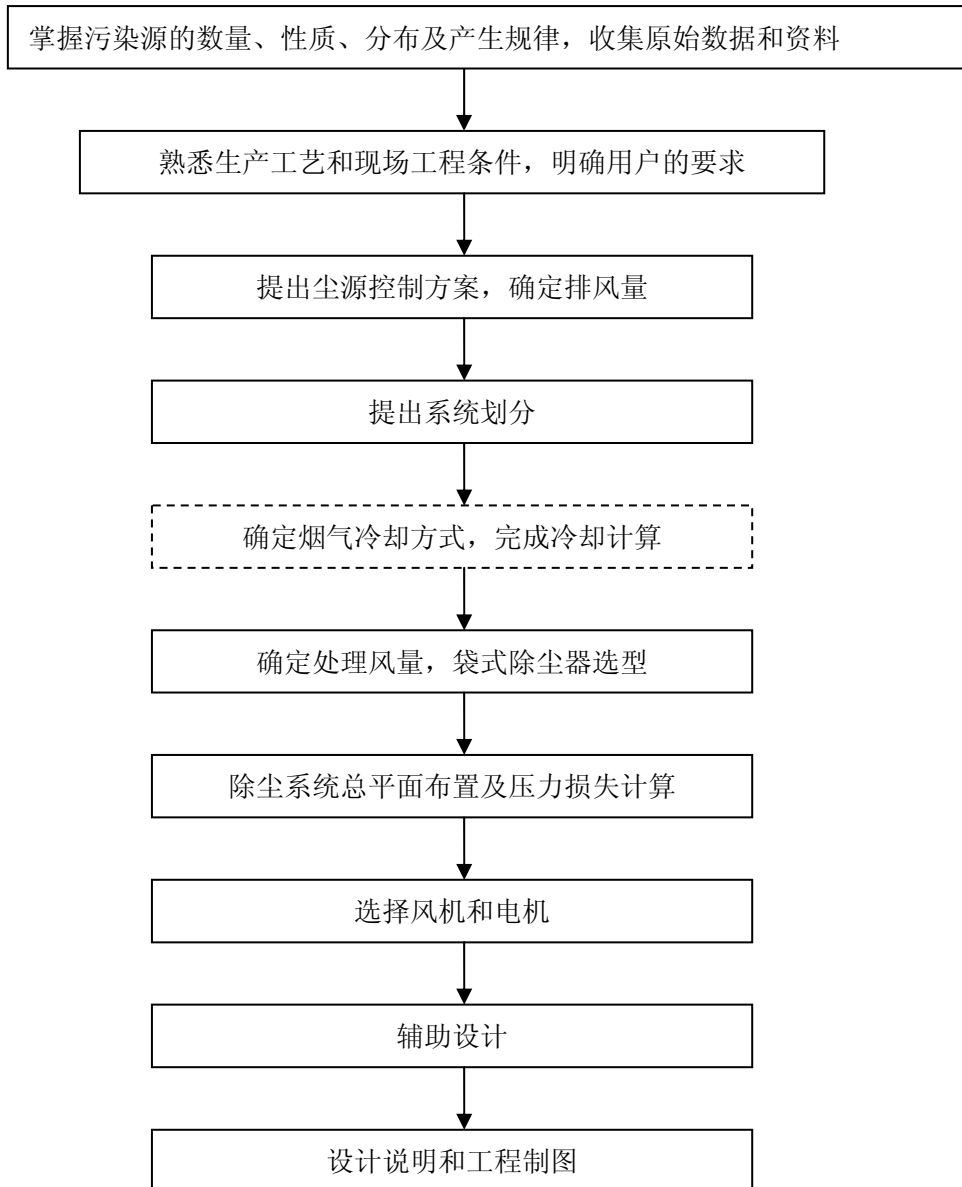 掌握污染源的数量、性质、分布及产生规律，收集原始数据和资料
熟悉生产工艺和现场工程条件，明确用户的要求
提出尘源控制方案，确定排风量
提出系统划分
确定烟气冷却方式，完成冷却计算
确定处理风量，袋式除尘器选型
除尘系统总平面布置及压力损失计算
选择风机和电机
辅助设计
设计说明和工程制图